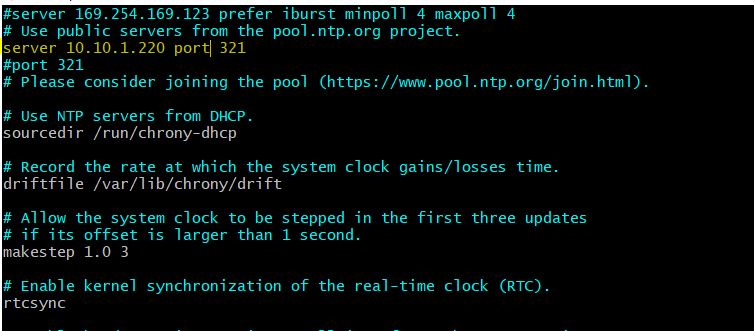 #server 169.254.169.123 prefer iburst minpoll 4 maxpoll 4
# Use public servers from the pool.ntp.org project.
server 10.10.1.220 port 321
#port 321
# Please consider joining the pool (https://www.pool.ntp.org/join.html).
# Use NTP servers from DHCP.
sourcedir /run/chrony-dhcp
# Record the rate at which the system clock gains/losses time.
driftfile /var/lib/chrony/drift
# Allow the system clock to be stepped in the first three updates
# if its offset is larger than 1 second.
makestep 1.0 3
# Enable kernel synchronization of the real-time clock (RTC).
rtcsync